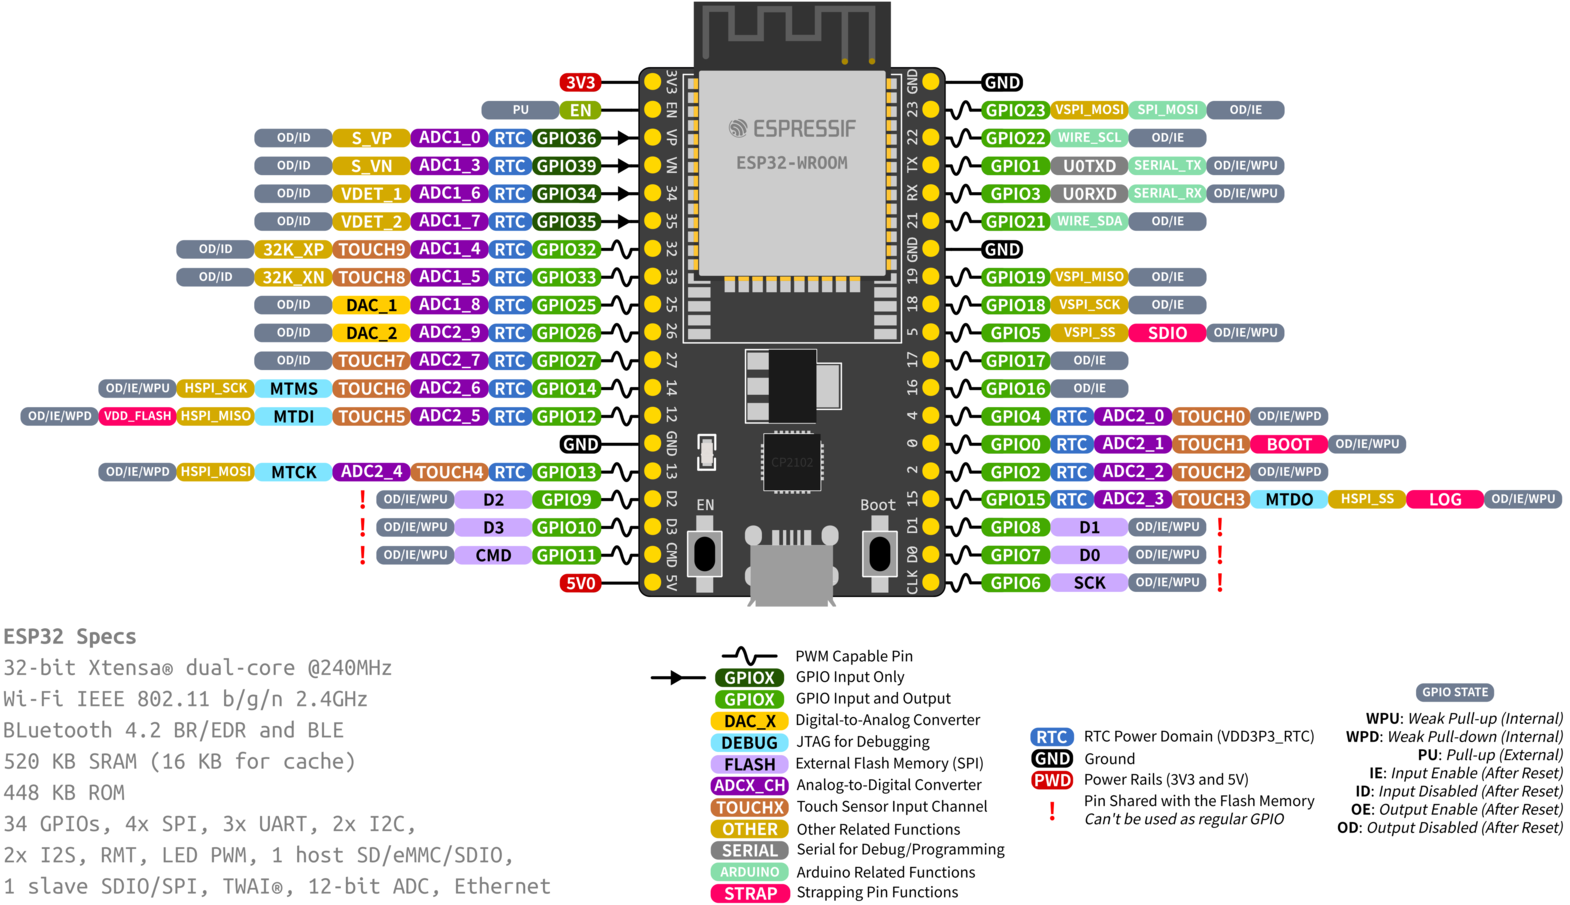 3V3 3V3 GND GND
PU EN EN 23 GPIO23 VSPI_MOSI SPI_MOSI OD/IE
OD/ID S_VP ADC1_0 RTC GPIO36 VP 22 GPIO22 WIRE_SCL OD/IE
OD/ID S_VN ADC1_3 RTC GPIO39 VN TX GPIO1 U0TXD SERIAL_TX OD/IE/WPU
OD/ID VDET_1 ADC1_6 RTC GPIO34 34 RX GPIO3 U0RXD SERIAL_RX OD/IE/WPU
OD/ID VDET_2 ADC1_7 RTC GPIO35 35 21 GPIO21 WIRE_SDA OD/IE
OD/ID 32K_XP TOUCH9 ADC1_4 RTC GPIO32 32 GND GND
OD/ID 32K_XN TOUCH8 ADC1_5 RTC GPIO33 33 19 GPIO19 VSPI_MISO OD/IE
OD/ID DAC_1 ADC1_8 RTC GPIO25 25 18 GPIO18 VSPI_SCK OD/IE
OD/ID DAC_2 ADC2_9 RTC GPIO26 26 5 GPIO5 VSPI_SS SDIO OD/IE/WPU
OD/ID TOUCH7 ADC2_7 RTC GPIO27 27 17 GPIO17 OD/IE
OD/IE/WPU HSPI_SCK MTMS TOUCH6 ADC2_6 RTC GPIO14 14 16 GPIO16 OD/IE
OD/IE/WPD VDD_FLASH HSPI_MISO MTDI TOUCH5 ADC2_5 RTC GPIO12 12 4 GPIO4 RTC ADC2_0 TOUCH0 OD/IE/WPD
GND GND 0 GPIO0 RTC ADC2_1 TOUCH1 BOOT OD/IE/WPU
OD/IE/WPD HSPI_MOSI MTCK ADC2_4 TOUCH4 RTC GPIO13 13 2 GPIO2 RTC ADC2_2 TOUCH2 OD/IE/WPD
! OD/IE/WPU D2 GPIO9 D2 15 GPIO15 RTC ADC2_3 TOUCH3 MTDO HSPI_SS LOG OD/IE/WPU
! OD/IE/WPU D3 GPIO10 D3 D1 GPIO8 D1 OD/IE/WPU !
! OD/IE/WPU CMD GPIO11 CMD D0 GPIO7 D0 OD/IE/WPU !
5V0 5V CLK GPIO6 SCK OD/IE/WPU !
ESPRESSIF
ESP32-WROOM
CP2102
EN Boot
ESP32 Specs
32-bit Xtensa® dual-core @240MHz
Wi-Fi IEEE 802.11 b/g/n 2.4GHz
BLuetooth 4.2 BR/EDR and BLE
520 KB SRAM (16 KB for cache)
448 KB ROM
34 GPIOs, 4x SPI, 3x UART, 2x I2C,
2x I2S, RMT, LED PWM, 1 host SD/eMMC/SDIO,
1 slave SDIO/SPI, TWAI®, 12-bit ADC, Ethernet
PWM Capable Pin
GPIOX GPIO Input Only
GPIOX GPIO Input and Output
DAC_X Digital-to-Analog Converter
DEBUG JTAG for Debugging
FLASH External Flash Memory (SPI)
ADCX_CH Analog-to-Digital Converter
TOUCHX Touch Sensor Input Channel
OTHER Other Related Functions
SERIAL Serial for Debug/Programming
ARDUINO Arduino Related Functions
STRAP Strapping Pin Functions
RTC RTC Power Domain (VDD3P3_RTC)
GND Ground
PWD Power Rails (3V3 and 5V)
! Pin Shared with the Flash Memory
Can't be used as regular GPIO
GPIO STATE
WPU: Weak Pull-up (Internal)
WPD: Weak Pull-down (Internal)
PU: Pull-up (External)
IE: Input Enable (After Reset)
ID: Input Disabled (After Reset)
OE: Output Enable (After Reset)
OD: Output Disabled (After Reset)